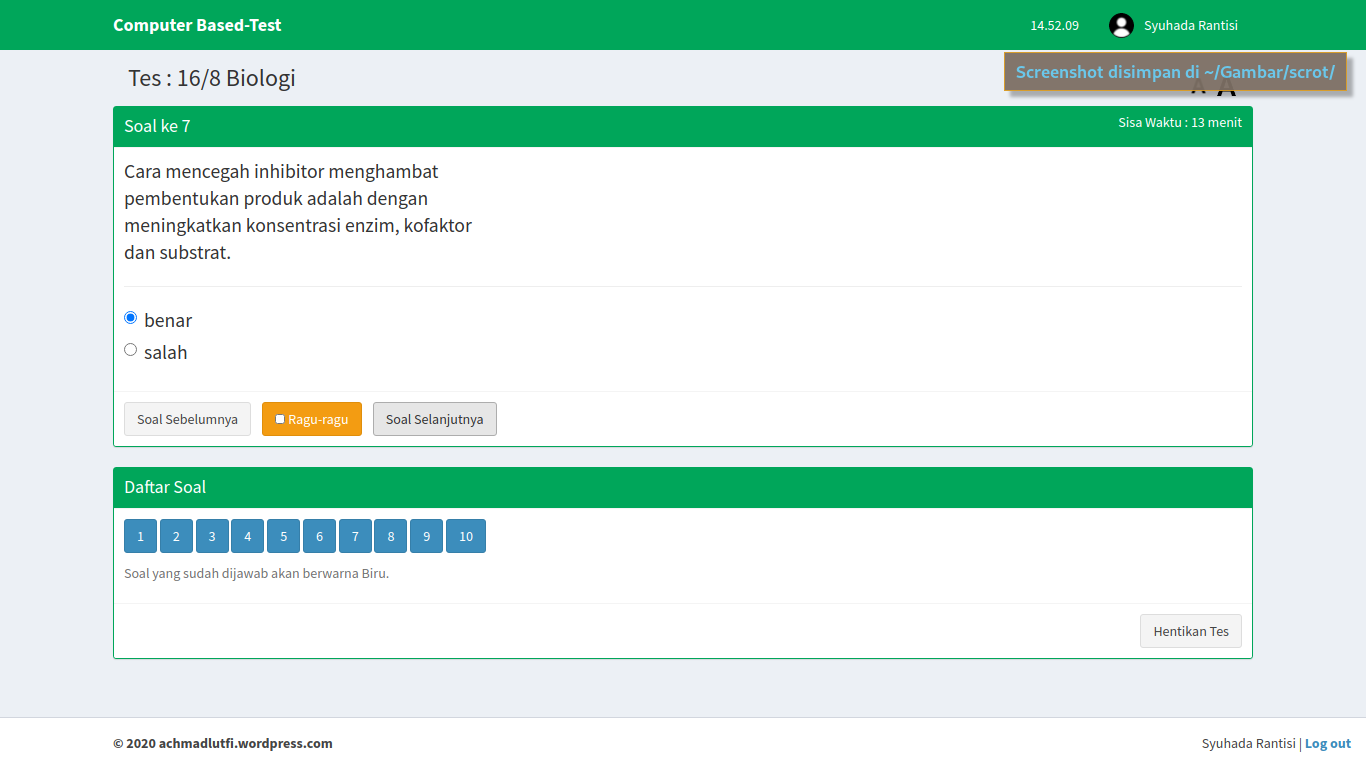 Computer Based-Test
14.52.09
Syuhada Rantisi
Tes : 16/8 Biologi
Screenshot disimpan di ~/Gambar/scrot/
A A
Soal ke 7
Sisa Waktu : 13 menit
Cara mencegah inhibitor menghambat
pembentukan produk adalah dengan
meningkatkan konsentrasi enzim, kofaktor
dan substrat.
benar
salah
Soal Sebelumnya
Ragu-ragu
Soal Selanjutnya
Daftar Soal
1 2 3 4 5 6 7 8 9 10
Soal yang sudah dijawab akan berwarna Biru.
Hentikan Tes
© 2020 achmadlutfi.wordpress.com
Syuhada Rantisi | Log out